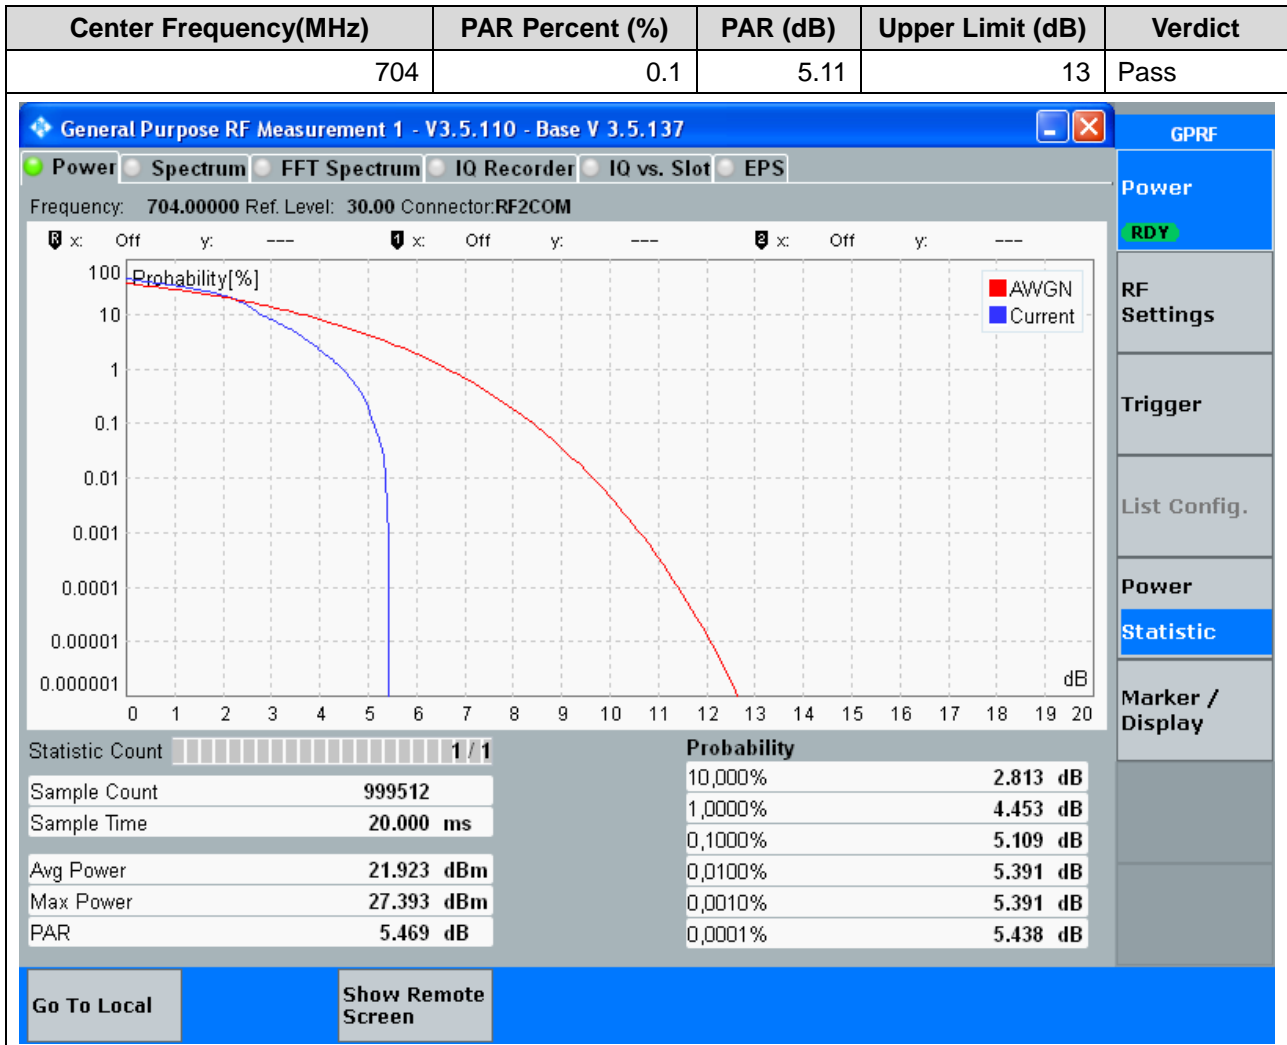 Center Frequency(MHz) PAR Percent (%) PAR (dB) Upper Limit (dB) Verdict
704 0.1 5.11 13 Pass
General Purpose RF Measurement 1 - V3.5.110 - Base V 3.5.137
GPRF
Power Spectrum FFT Spectrum IQ Recorder IQ vs. Slot EPS
Power
RDY
Frequency: 704.00000 Ref. Level: 30.00 Connector:RF2COM
R x: Off y: --- 1 x: Off y: --- 2 x: Off y: ---
Probability[%]
AWGN
Current
100
10
1
0.1
0.01
0.001
0.0001
0.00001
0.000001
dB
0 1 2 3 4 5 6 7 8 9 10 11 12 13 14 15 16 17 18 19 20
RF
Settings
Trigger
List Config.
Power
Statistic
Marker /
Display
Statistic Count 1 / 1
Sample Count 999512
Sample Time 20.000 ms
Avg Power 21.923 dBm
Max Power 27.393 dBm
PAR 5.469 dB
Probability
10,000% 2.813 dB
1,0000% 4.453 dB
0,1000% 5.109 dB
0,0100% 5.391 dB
0,0010% 5.391 dB
0,0001% 5.438 dB
Go To Local
Show Remote
Screen